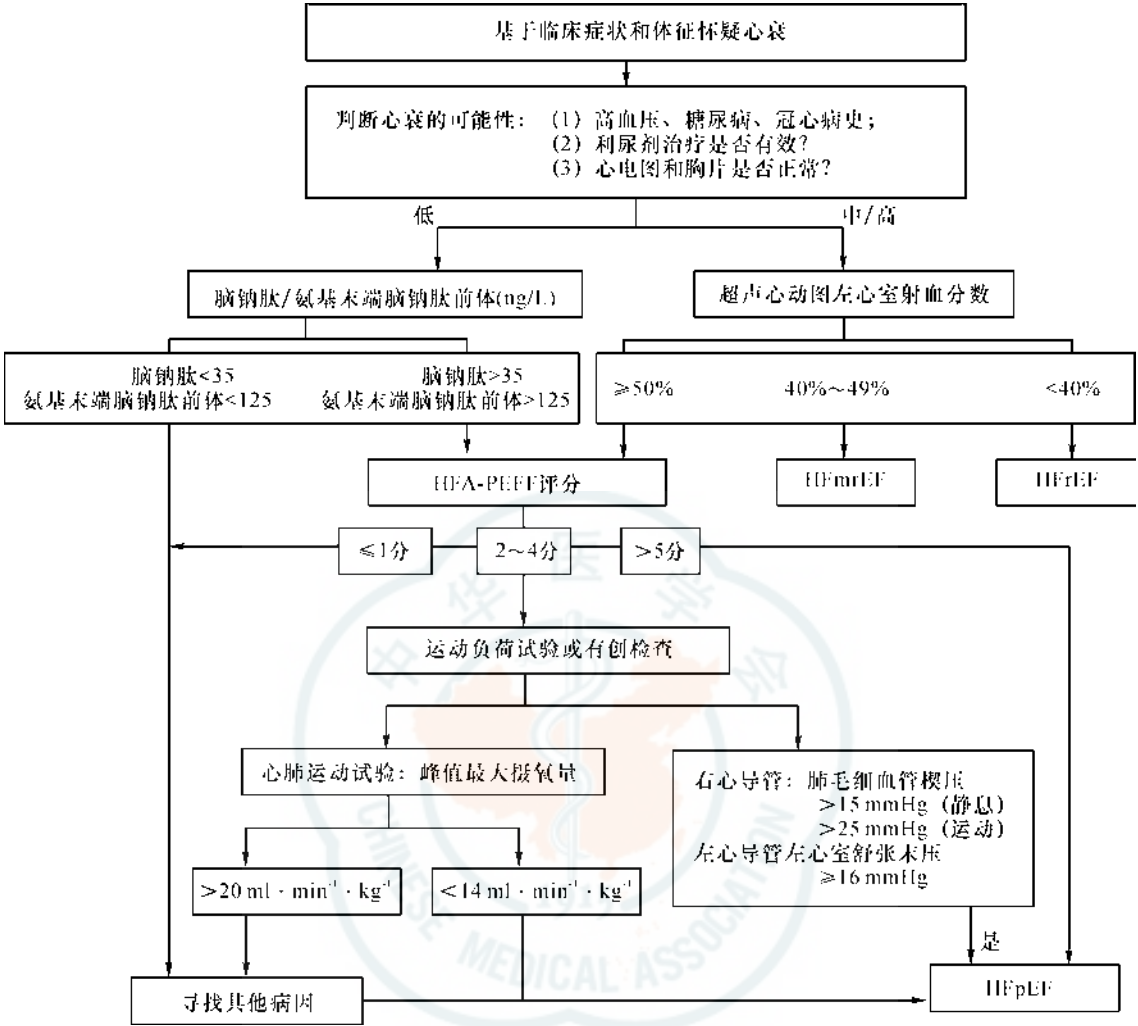 基于临床症状和体征怀疑心衰
判断心衰的可能性：（1）高血压、糖尿病、冠心病史；
（2）利尿剂治疗是否有效？
（3）心电图和胸片是否正常？
低
中/高
脑钠肽/氨基末端脑钠肽前体(ng/L)
超声心动图左心室射血分数
脑钠肽<35
氨基末端脑钠肽前体<125
脑钠肽>35
氨基末端脑钠肽前体>125
≥50%
40%～49%
<40%
HFA-PEFF评分
HFmrEF
HFrEF
≤1分
2～4分
>5分
运动负荷试验或有创检查
心肺运动试验：峰值最大摄氧量
右心导管：肺毛细血管楔压
>15 mmHg（静息）
>25 mmHg（运动）
左心导管左心室舒张末压
≥16 mmHg
>20 ml·min⁻¹·kg⁻¹
<14 ml·min⁻¹·kg⁻¹
是
寻找其他病因
HFpEF
中华医学会
CHINESE MEDICAL ASSOCIATION
1915